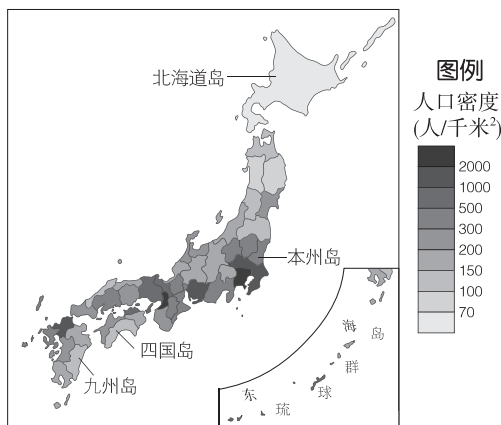 北海道岛
本州岛
四国岛
九州岛
东
海
琉
球
群
岛
图例
人口密度
(人/千米²)
2000
1000
500
300
200
150
100
70